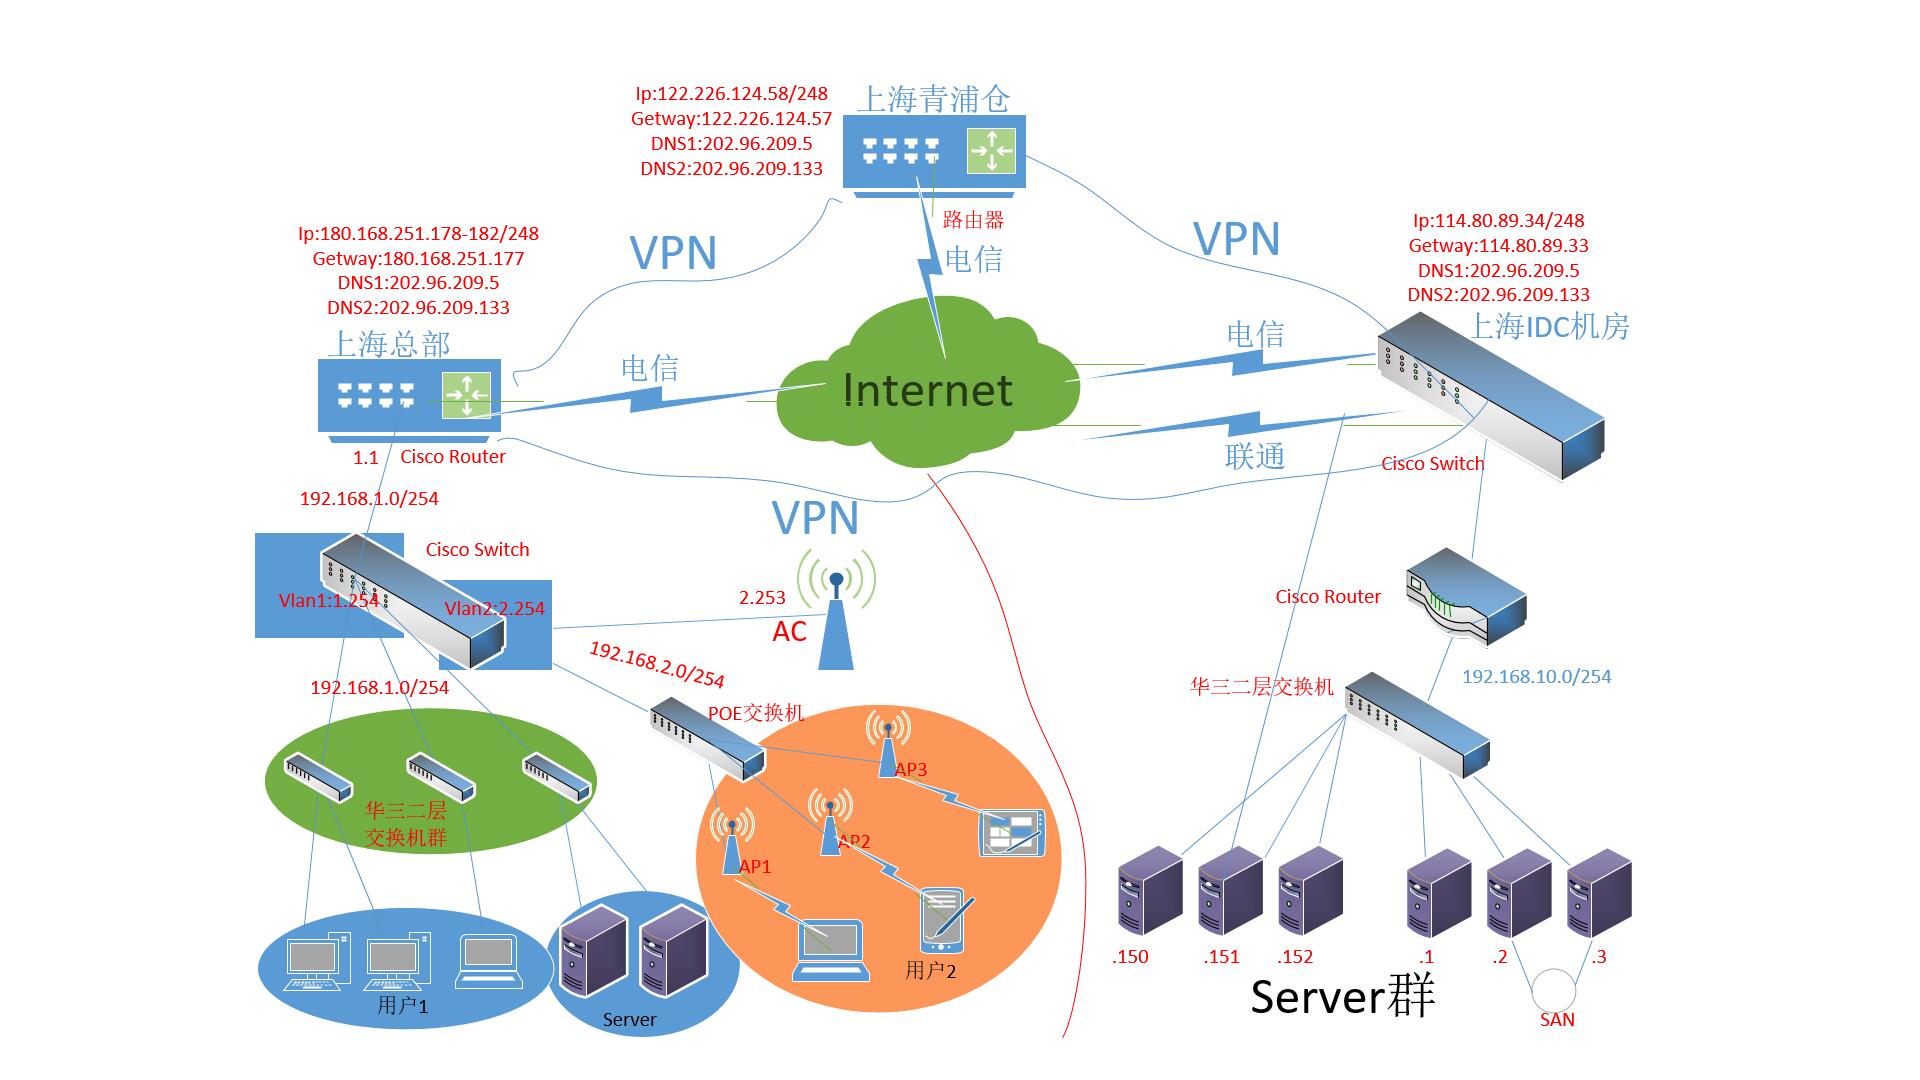 Ip:122.226.124.58/248
Getway:122.226.124.57
DNS1:202.96.209.5
DNS2:202.96.209.133
上海青浦仓
路由器
电信
VPN
VPN
Ip:180.168.251.178-182/248
Getway:180.168.251.177
DNS1:202.96.209.5
DNS2:202.96.209.133
上海总部
Ip:114.80.89.34/248
Getway:114.80.89.33
DNS1:202.96.209.5
DNS2:202.96.209.133
上海IDC机房
电信
Internet
电信
联通
1.1
Cisco Router
Cisco Switch
192.168.1.0/254
VPN
Cisco Switch
Vlan1:1.254
Vlan2:2.254
2.253
AC
192.168.2.0/254
Cisco Router
192.168.1.0/254
POE交换机
华三二层交换机
192.168.10.0/254
华三二层
交换机群
AP3
AP2
AP1
用户1
Server
用户2
.150
.151
.152
.1
.2
.3
Server群
SAN